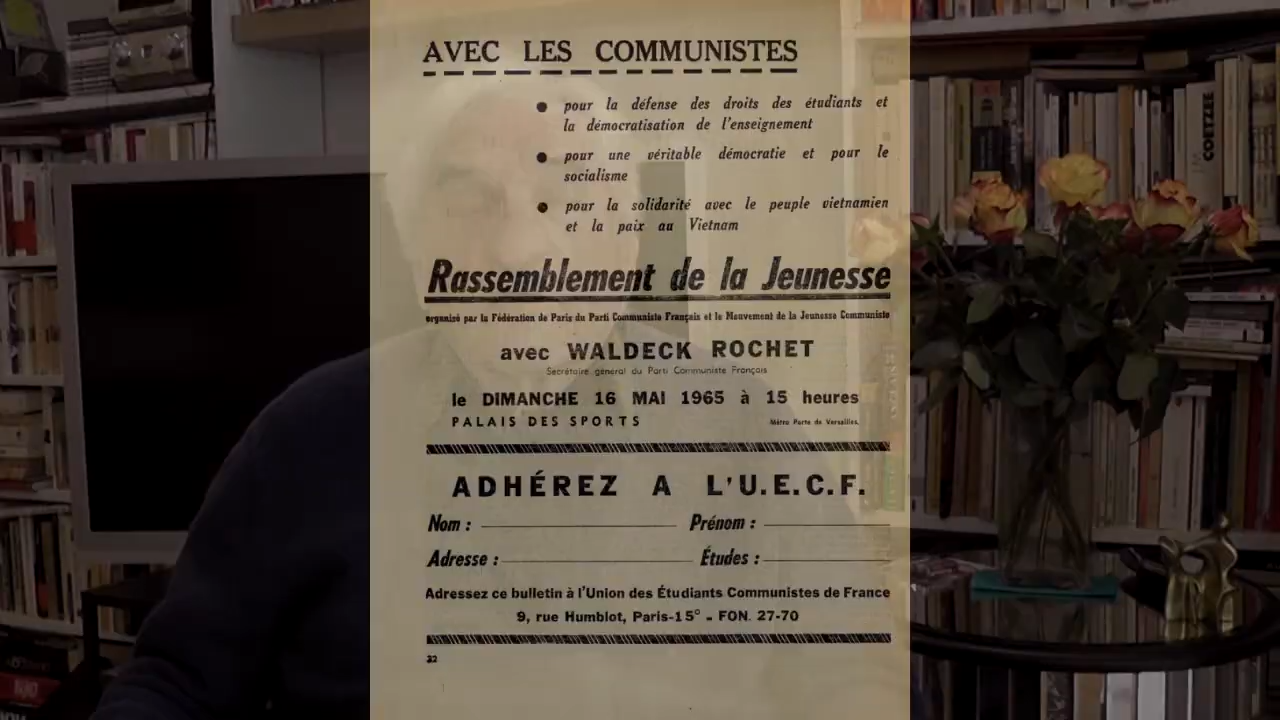 AVEC LES COMMUNISTES
● pour la défense des droits des étudiants et
la démocratisation de l'enseignement
● pour une véritable démocratie et pour le
socialisme
● pour la solidarité avec le peuple vietnamien
et la paix au Vietnam
Rassemblement de la Jeunesse
organisé par la Fédération de Paris du Parti Communiste Français et le Mouvement de la Jeunesse Communiste
avec WALDECK ROCHET
Secrétaire général du Parti Communiste Français
le DIMANCHE 16 MAI 1965 à 15 heures
PALAIS DES SPORTS Métro Porte de Versailles.
ADHÉREZ A L'U.E.C.F.
Nom : Prénom :
Adresse : Études :
Adressez ce bulletin à l'Union des Étudiants Communistes de France
9, rue Humblot, Paris-15° - FON. 27-70
32
COETZEE